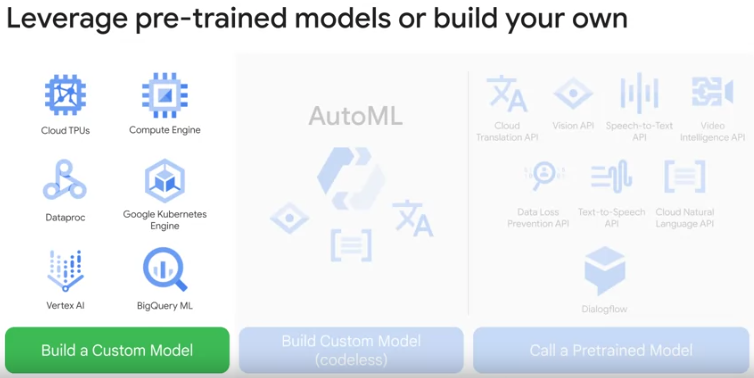 Leverage pre-trained models or build your own
Cloud TPUs
Compute Engine
Dataproc
Google Kubernetes
Engine
Vertex AI
BigQuery ML
Build a Custom Model
AutoML
Build Custom Model
(codeless)
Cloud
Translation API
Vision API
Speech-to-Text
API
Video
Intelligence API
Data Loss
Prevention API
Text-to-Speech
API
Cloud Natural
Language API
Dialogflow
Call a Pretrained Model